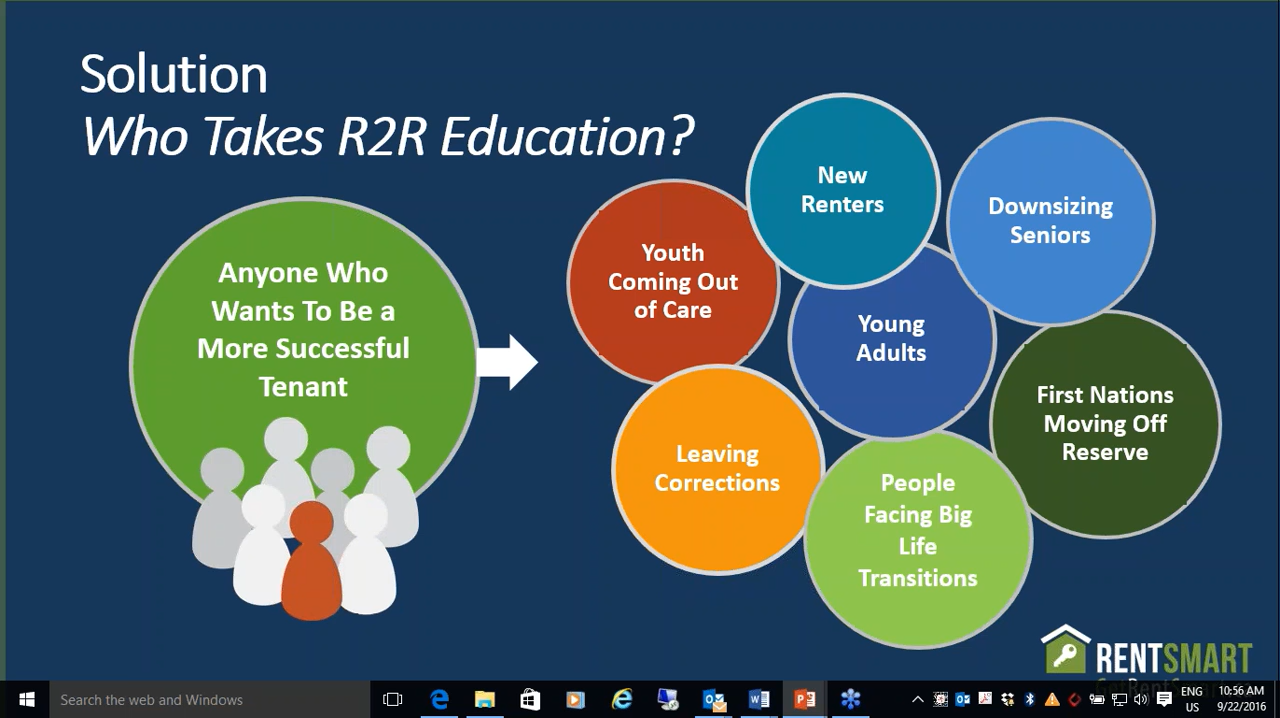 Solution
Who Takes R2R Education?
Anyone Who
Wants To Be a
More Successful
Tenant
Youth
Coming Out
of Care
New
Renters
Downsizing
Seniors
Young
Adults
First Nations
Moving Off
Reserve
Leaving
Corrections
People
Facing Big
Life
Transitions
RENTSMART
Search the web and Windows
ENG
US
10:56 AM
9/22/2016